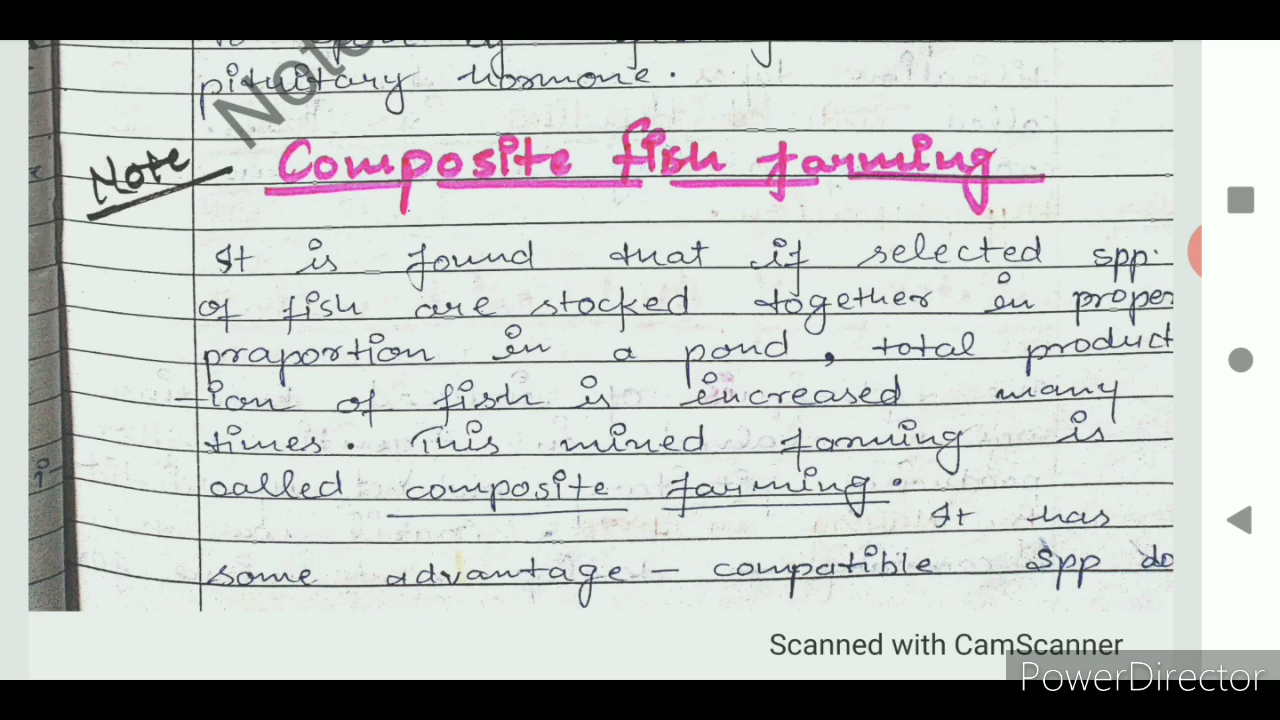 pituitary hormone.
Note
Composite fish farming
It is found that if selected spp.
of fish are stocked together in proper
praportion in a pond, total product
-ion of fish is increased many
times. This mined farming is
called composite farming.
It has
some advantage - compatible spp do
Scanned with CamScanner
PowerDirector